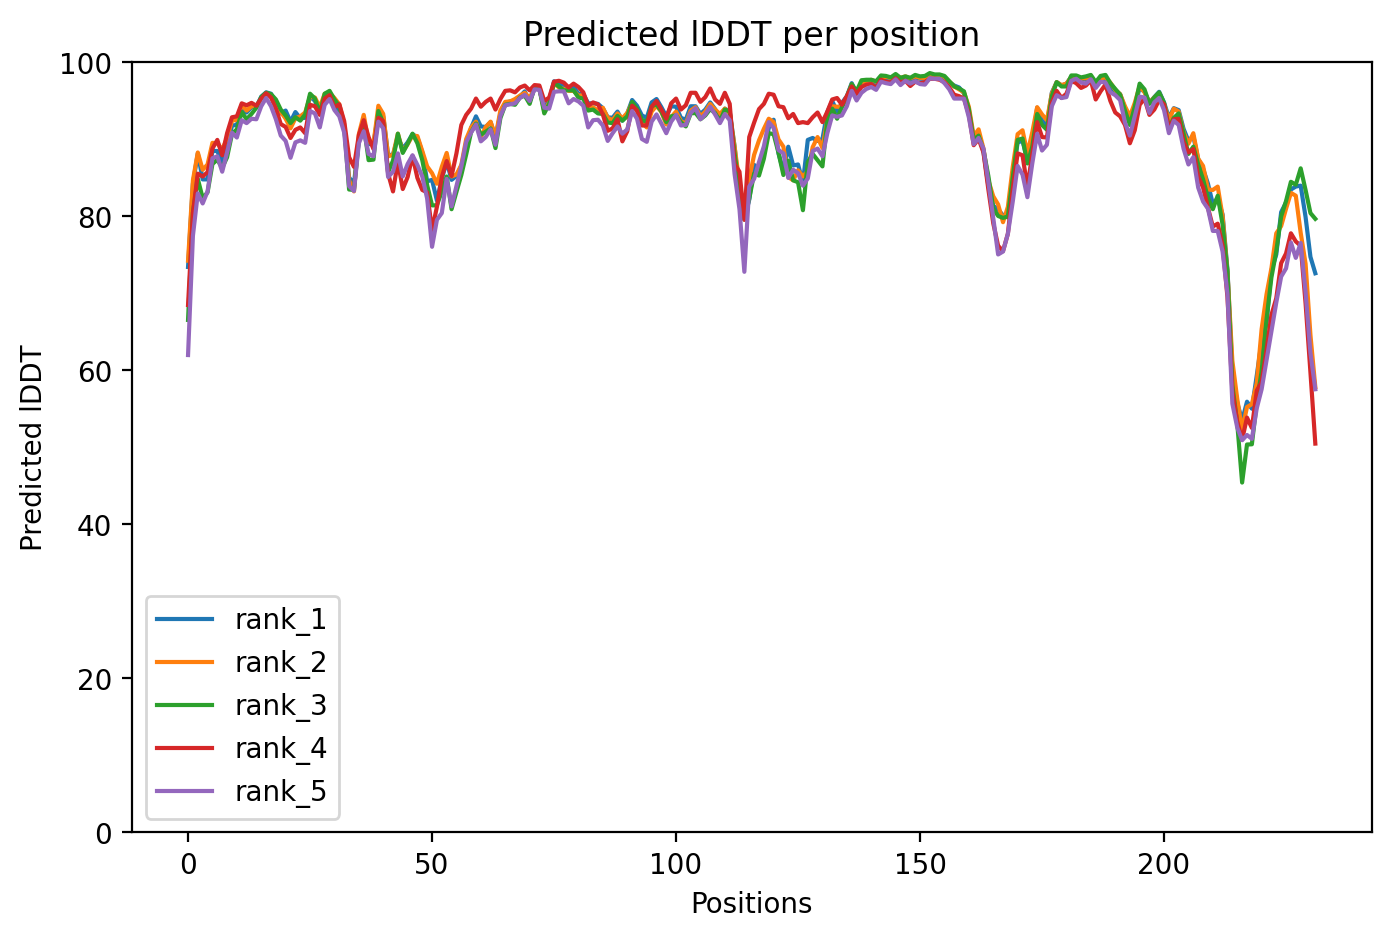 Predicted lDDT per position
100
80
60
40
20
0
Predicted lDDT
rank_1
rank_2
rank_3
rank_4
rank_5
0 50 100 150 200
Positions